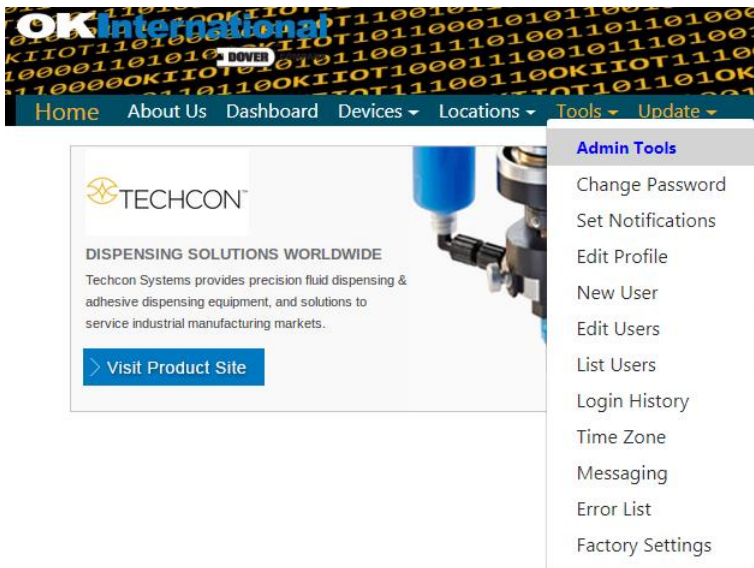 OKInternational
DOVER
Home About Us Dashboard Devices Locations Tools Update
TECHCON™
DISPENSING SOLUTIONS WORLDWIDE
Techcon Systems provides precision fluid dispensing &
adhesive dispensing equipment, and solutions to
service industrial manufacturing markets.
Visit Product Site
Admin Tools
Change Password
Set Notifications
Edit Profile
New User
Edit Users
List Users
Login History
Time Zone
Messaging
Error List
Factory Settings